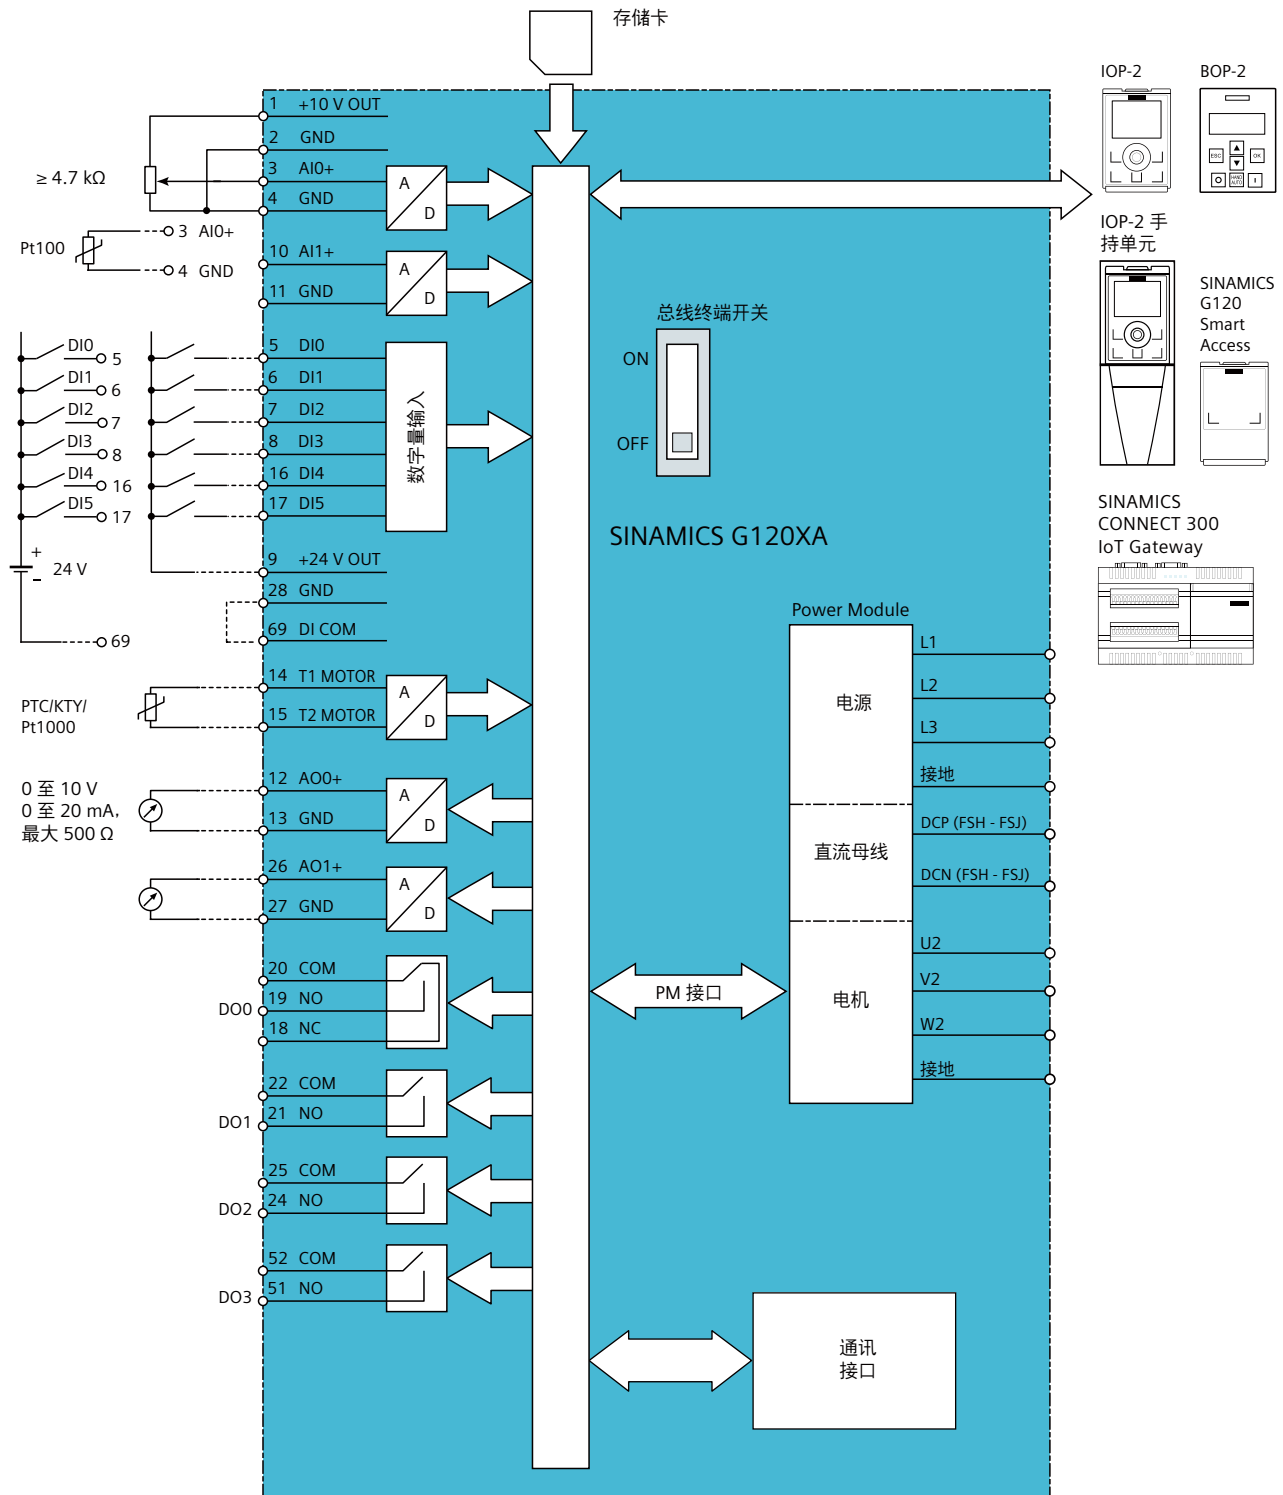 存储卡
IOP-2
BOP-2
ESC
OK
HAND
AUTO
IOP-2 手
持单元
SINAMICS
G120
Smart
Access
SINAMICS
CONNECT 300
IoT Gateway
1 +10 V OUT
2 GND
3 AI0+
4 GND
≥ 4.7 kΩ
A
D
Pt100
3 AI0+
4 GND
10 AI1+
11 GND
A
D
总线终端开关
ON
OFF
DI0
5
DI1
6
DI2
7
DI3
8
DI4
16
DI5
17
+
–
24 V
69
5 DI0
6 DI1
7 DI2
8 DI3
16 DI4
17 DI5
数字量输入
9 +24 V OUT
28 GND
69 DI COM
SINAMICS G120XA
PTC/KTY/
Pt1000
14 T1 MOTOR
15 T2 MOTOR
A
D
0 至 10 V
0 至 20 mA，
最大 500 Ω
12 AO0+
13 GND
A
D
26 AO1+
27 GND
A
D
DO0
20 COM
19 NO
18 NC
DO1
22 COM
21 NO
DO2
25 COM
24 NO
DO3
52 COM
51 NO
Power Module
电源
直流母线
电机
L1
L2
L3
接地
DCP (FSH - FSJ)
DCN (FSH - FSJ)
U2
V2
W2
接地
PM 接口
通讯
接口